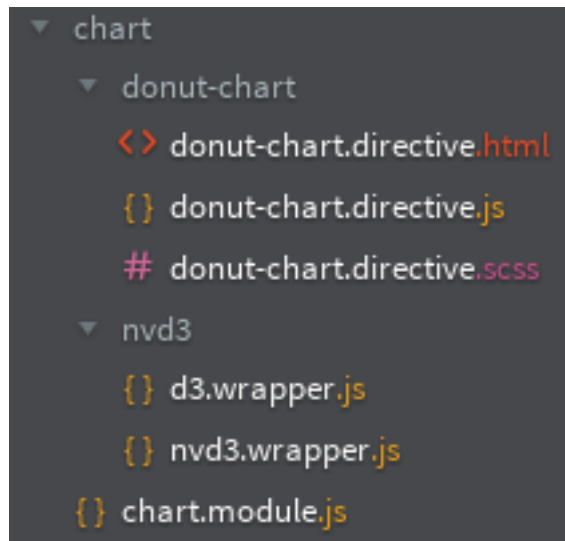 chart
donut-chart
<> donut-chart.directive.html
{} donut-chart.directive.js
# donut-chart.directive.scss
nvd3
{} d3.wrapper.js
{} nvd3.wrapper.js
{} chart.module.js